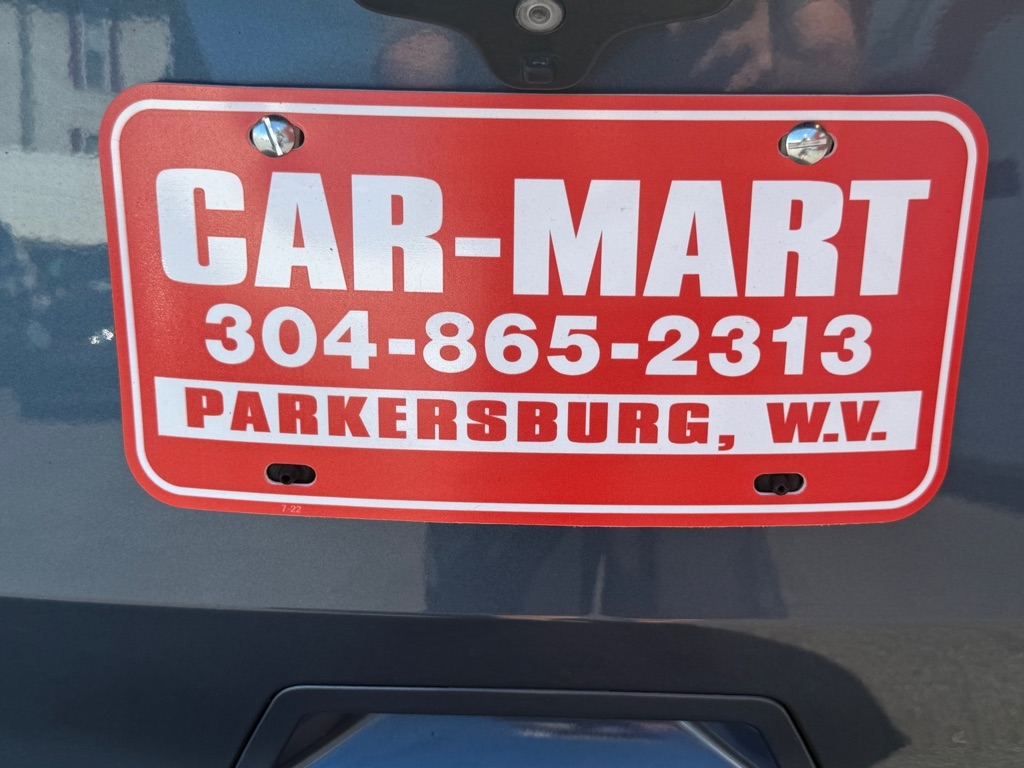 CAR-MART
304-865-2313
PARKERSBURG, W.V.
7-22